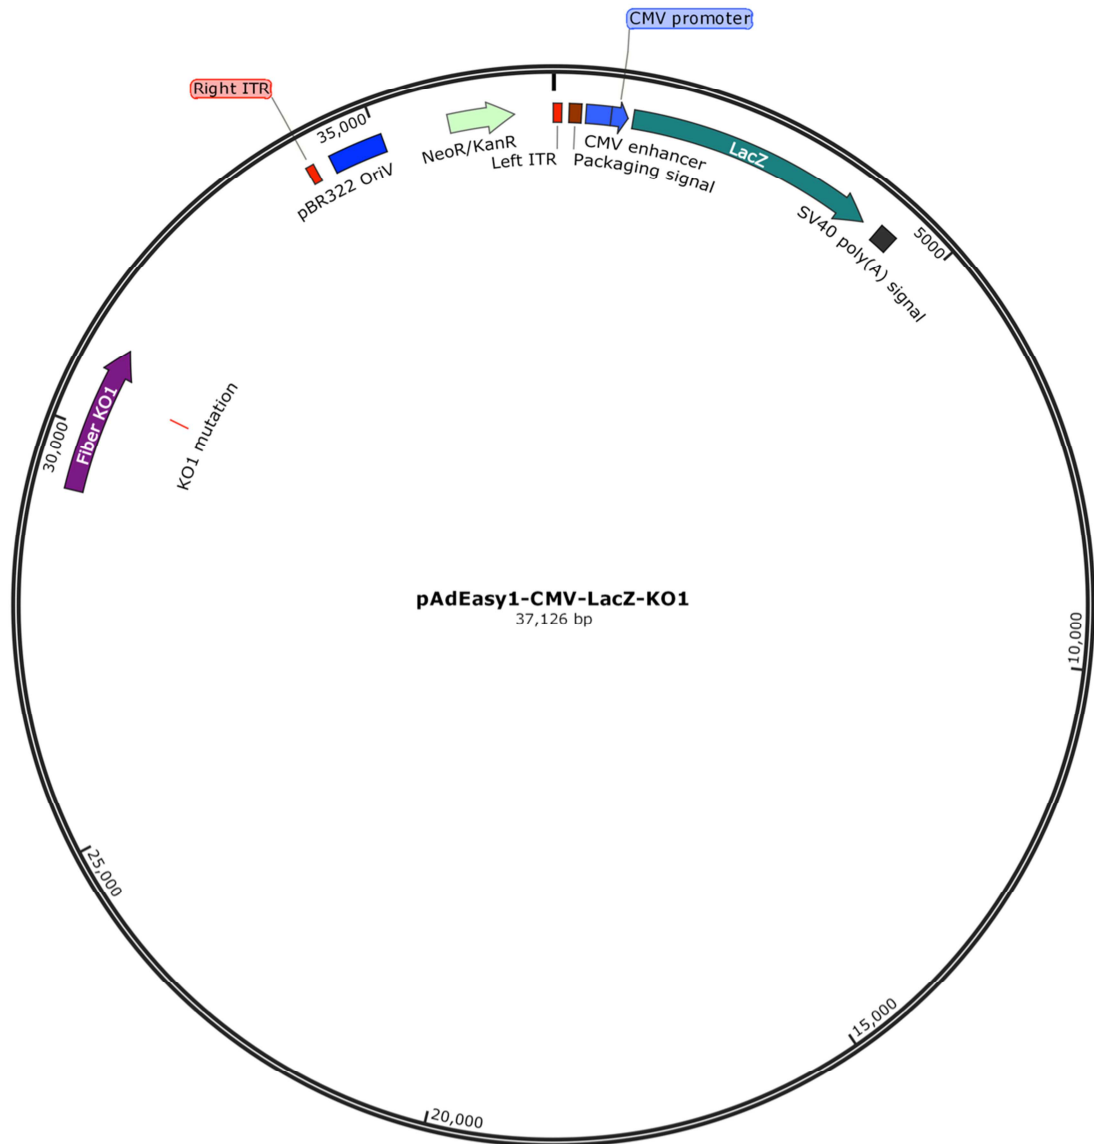 CMV promoter
Right ITR
35,000
pBR322 OriV
NeoR/KanR
Left ITR
CMV enhancer
Packaging signal
LacZ
SV40 poly(A) signal
5000
Fiber KO1
30,000
KO1 mutation
pAdEasy1-CMV-LacZ-KO1
37,126 bp
10,000
25,000
15,000
20,000